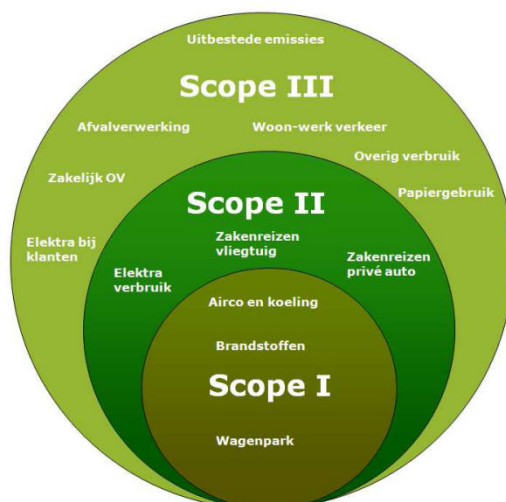 Uitbestede emissies
Scope III
Afvalverwerking
Woon-werk verkeer
Overig verbruik
Zakelijk OV
Papiergebruik
Scope II
Elektra bij
klanten
Zakenreizen
vliegtuig
Elektra
verbruik
Zakenreizen
privé auto
Airco en koeling
Brandstoffen
Scope I
Wagenpark